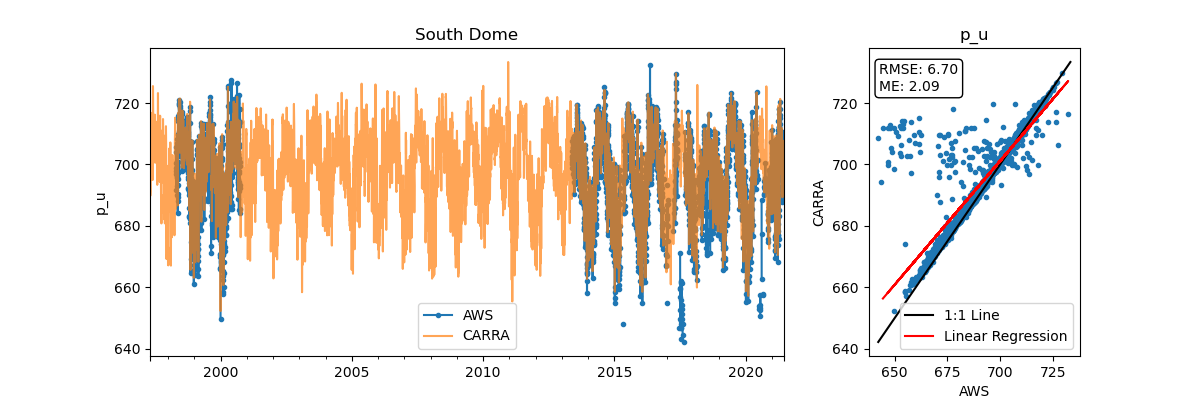 South Dome
p_u
720
700
680
660
640
2000
2005
2010
2015
2020
AWS
CARRA
p_u
CARRA
720
700
680
660
640
RMSE: 6.70
ME: 2.09
1:1 Line
Linear Regression
650
675
700
725
AWS